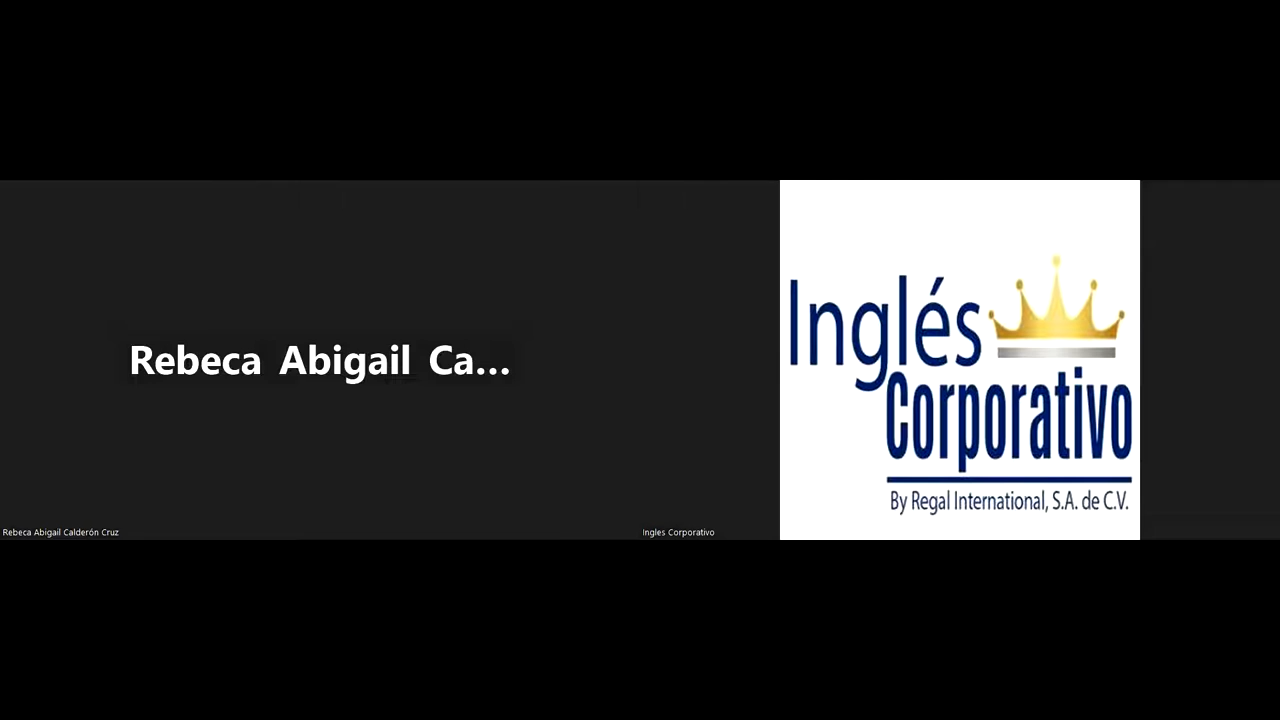 Rebeca Abigail Ca...
Rebeca Abigail Calderón Cruz
Inglés
Corporativo
By Regal International, S.A. de C.V.
Ingles Corporativo